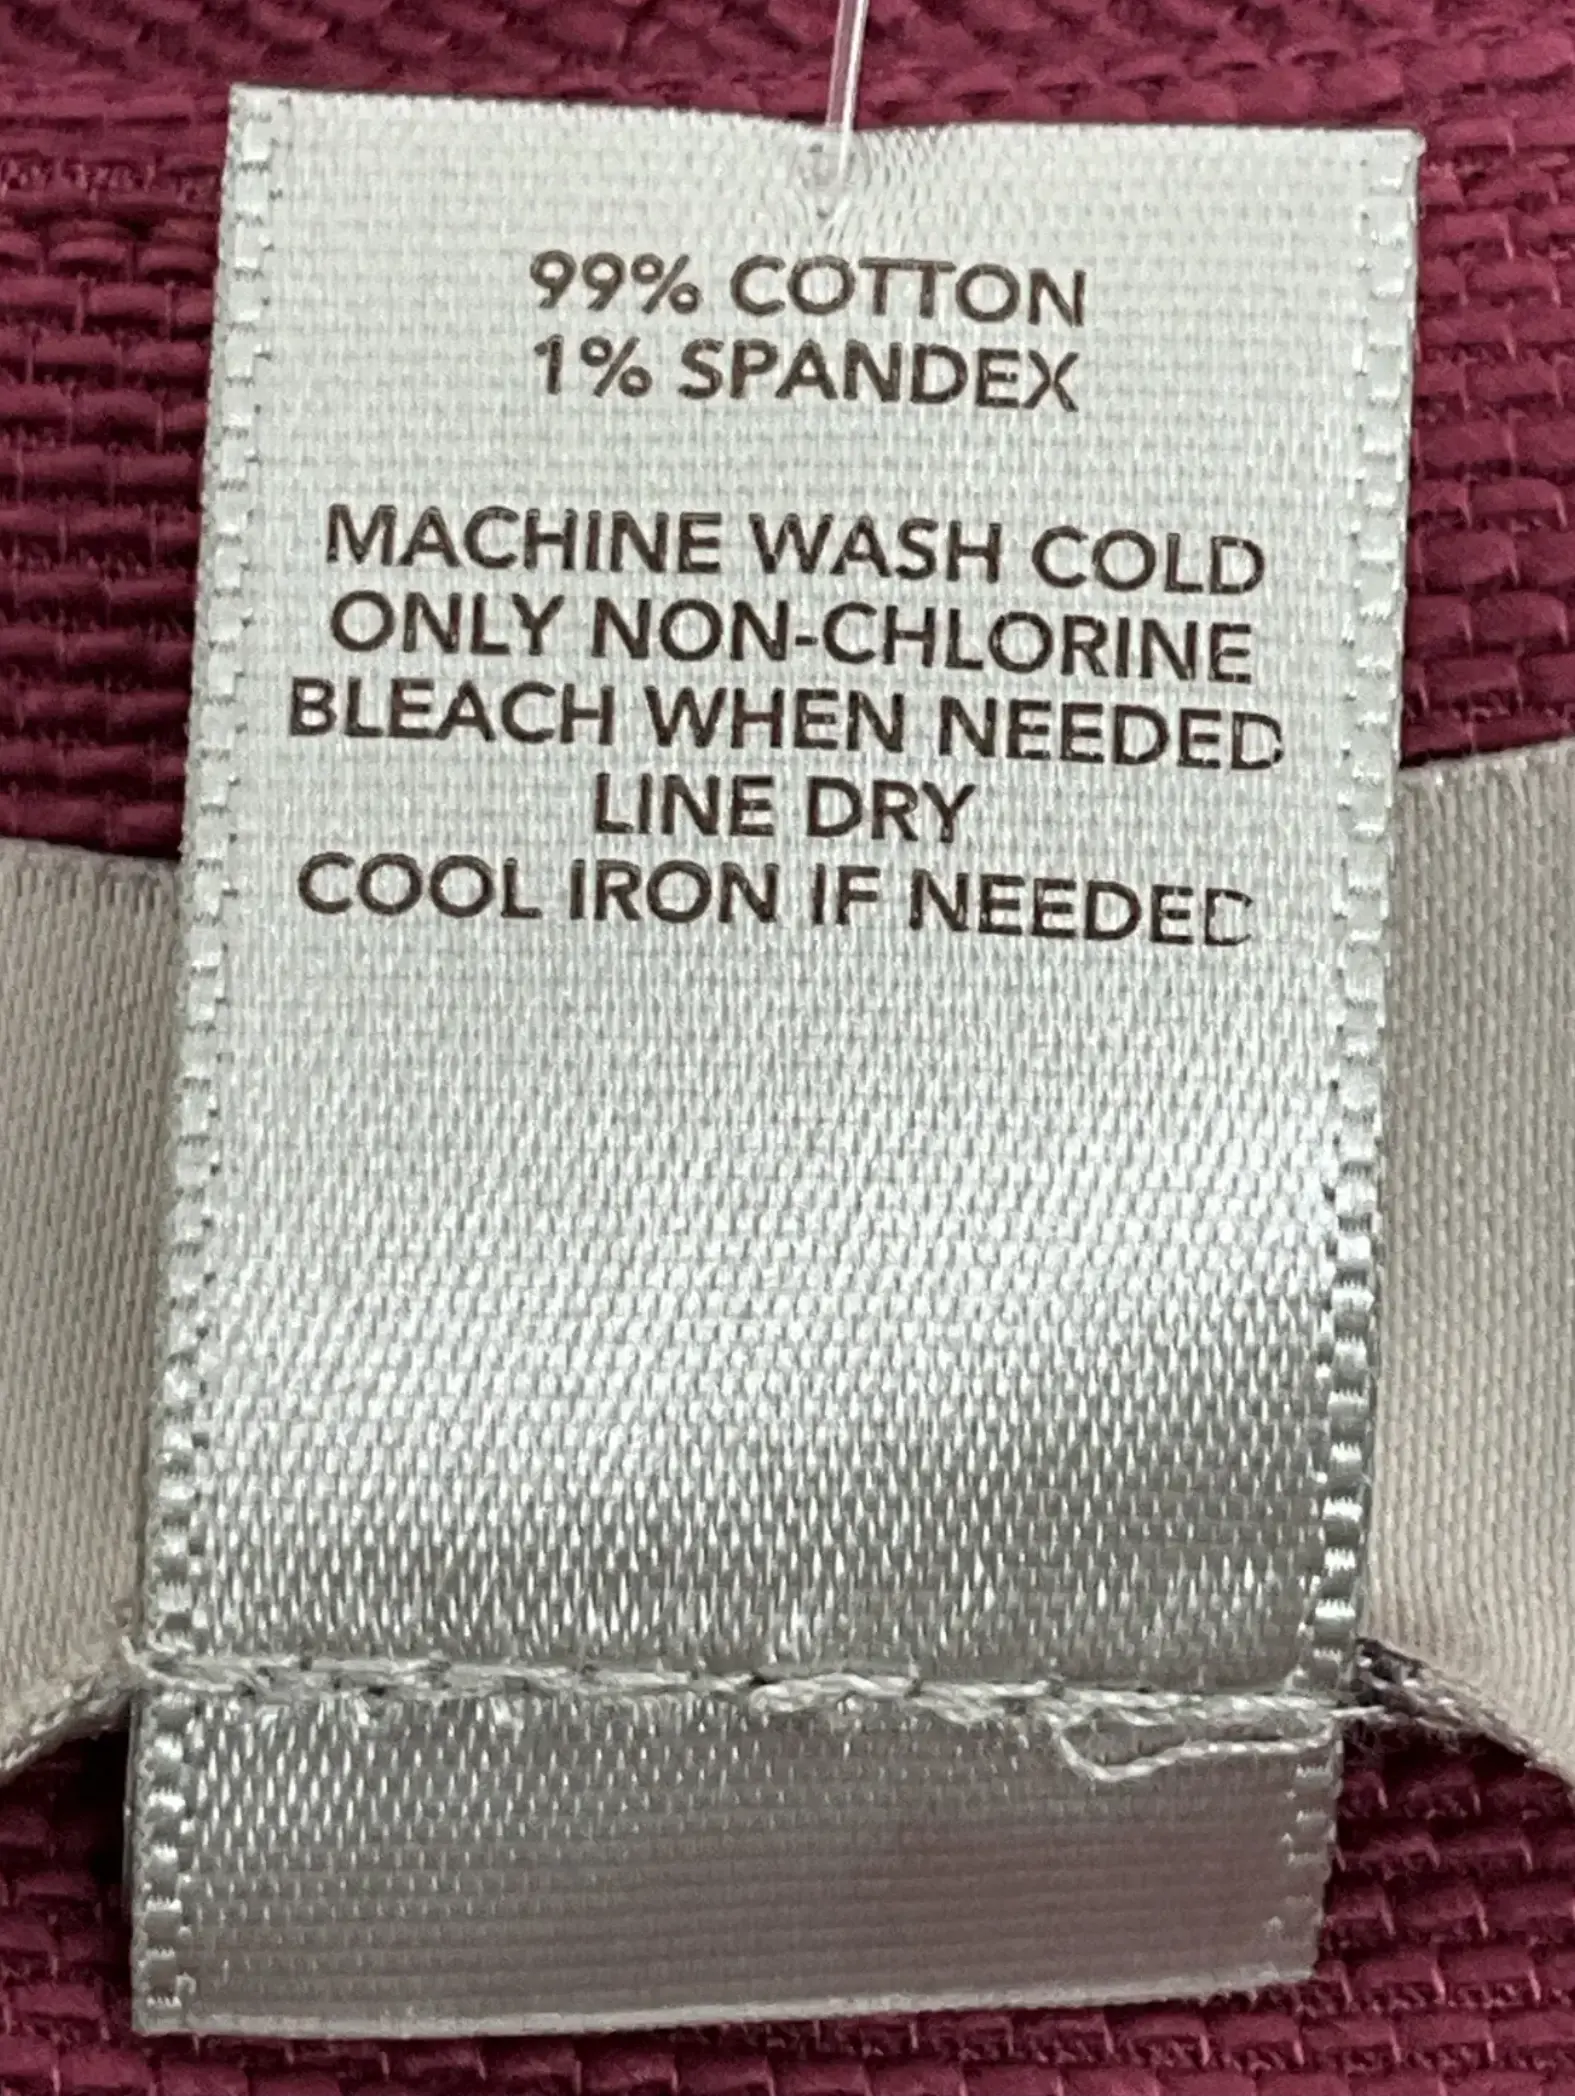 99% COTTON
1% SPANDEX
MACHINE WASH COLD
ONLY NON-CHLORINE
BLEACH WHEN NEEDED
LINE DRY
COOL IRON IF NEEDED